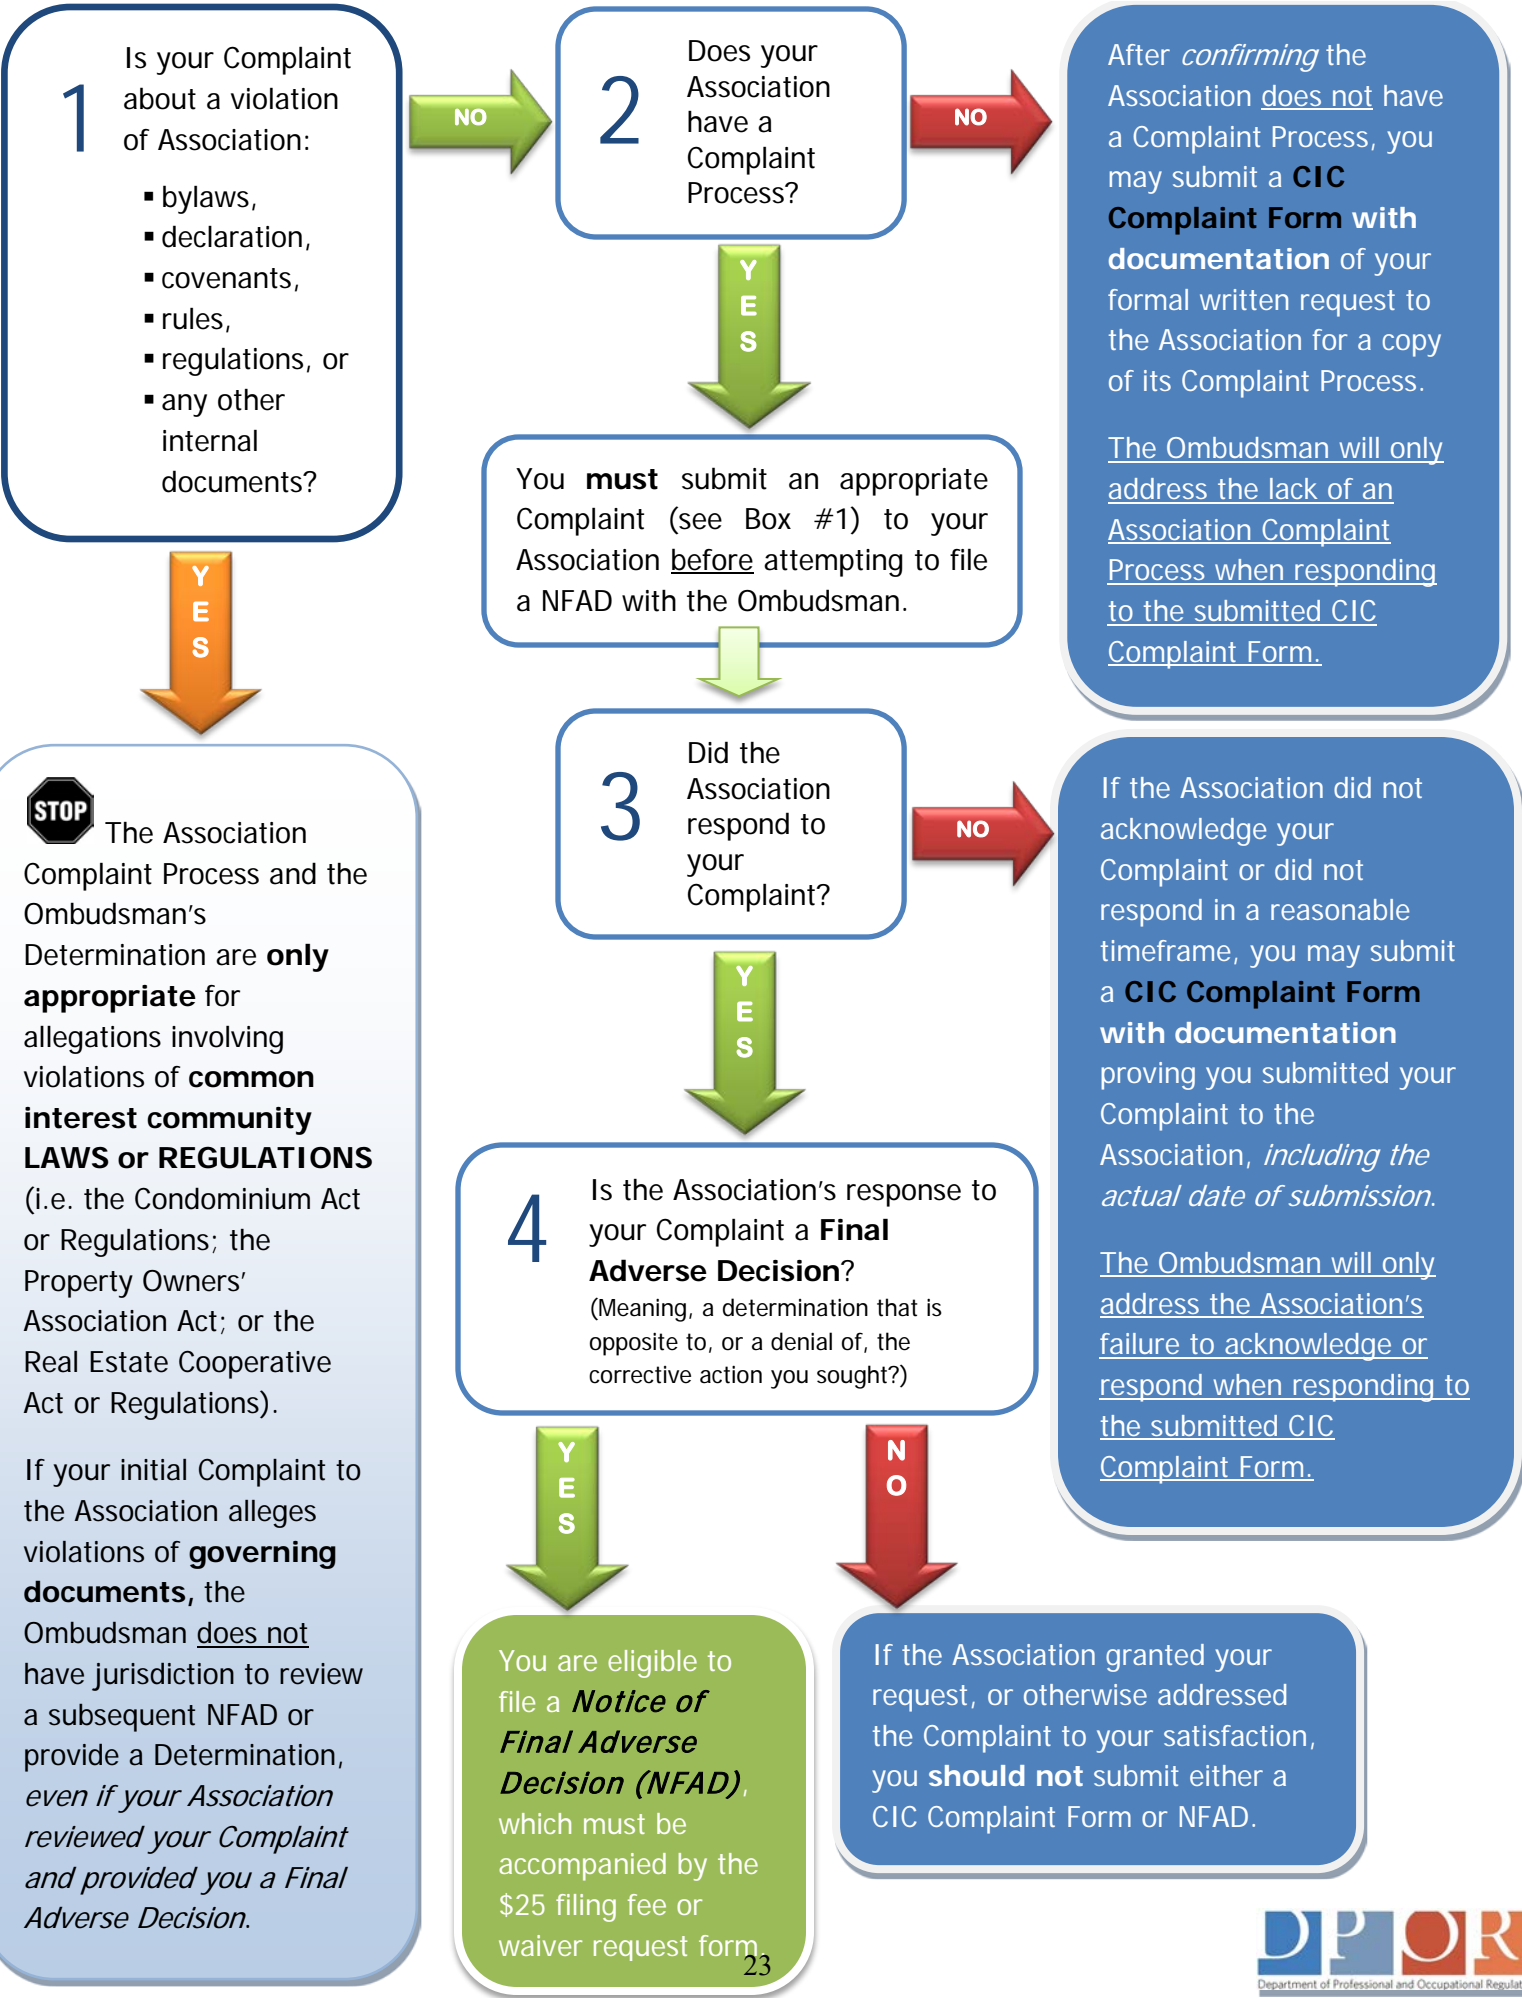 1
Is your Complaint
about a violation
of Association:
▪ bylaws,
▪ declaration,
▪ covenants,
▪ rules,
▪ regulations, or
▪ any other
internal
documents?
NO
2
Does your
Association
have a
Complaint
Process?
NO
After confirming the
Association does not have
a Complaint Process, you
may submit a CIC
Complaint Form with
documentation of your
formal written request to
the Association for a copy
of its Complaint Process.
The Ombudsman will only
address the lack of an
Association Complaint
Process when responding
to the submitted CIC
Complaint Form.
Y
E
S
You must submit an appropriate
Complaint (see Box #1) to your
Association before attempting to file
a NFAD with the Ombudsman.
Y
E
S
STOP
The Association
Complaint Process and the
Ombudsman's
Determination are only
appropriate for
allegations involving
violations of common
interest community
LAWS or REGULATIONS
(i.e. the Condominium Act
or Regulations; the
Property Owners'
Association Act; or the
Real Estate Cooperative
Act or Regulations).
If your initial Complaint to
the Association alleges
violations of governing
documents, the
Ombudsman does not
have jurisdiction to review
a subsequent NFAD or
provide a Determination,
even if your Association
reviewed your Complaint
and provided you a Final
Adverse Decision.
3
Did the
Association
respond to
your
Complaint?
NO
If the Association did not
acknowledge your
Complaint or did not
respond in a reasonable
timeframe, you may submit
a CIC Complaint Form
with documentation
proving you submitted your
Complaint to the
Association, including the
actual date of submission.
The Ombudsman will only
address the Association's
failure to acknowledge or
respond when responding to
the submitted CIC
Complaint Form.
Y
E
S
4
Is the Association's response to
your Complaint a Final
Adverse Decision?
(Meaning, a determination that is
opposite to, or a denial of, the
corrective action you sought?)
Y
E
S
N
O
You are eligible to
file a Notice of
Final Adverse
Decision (NFAD),
which must be
accompanied by the
$25 filing fee or
waiver request form.
If the Association granted your
request, or otherwise addressed
the Complaint to your satisfaction,
you should not submit either a
CIC Complaint Form or NFAD.
23
DPOR
Department of Professional and Occupational Regulat